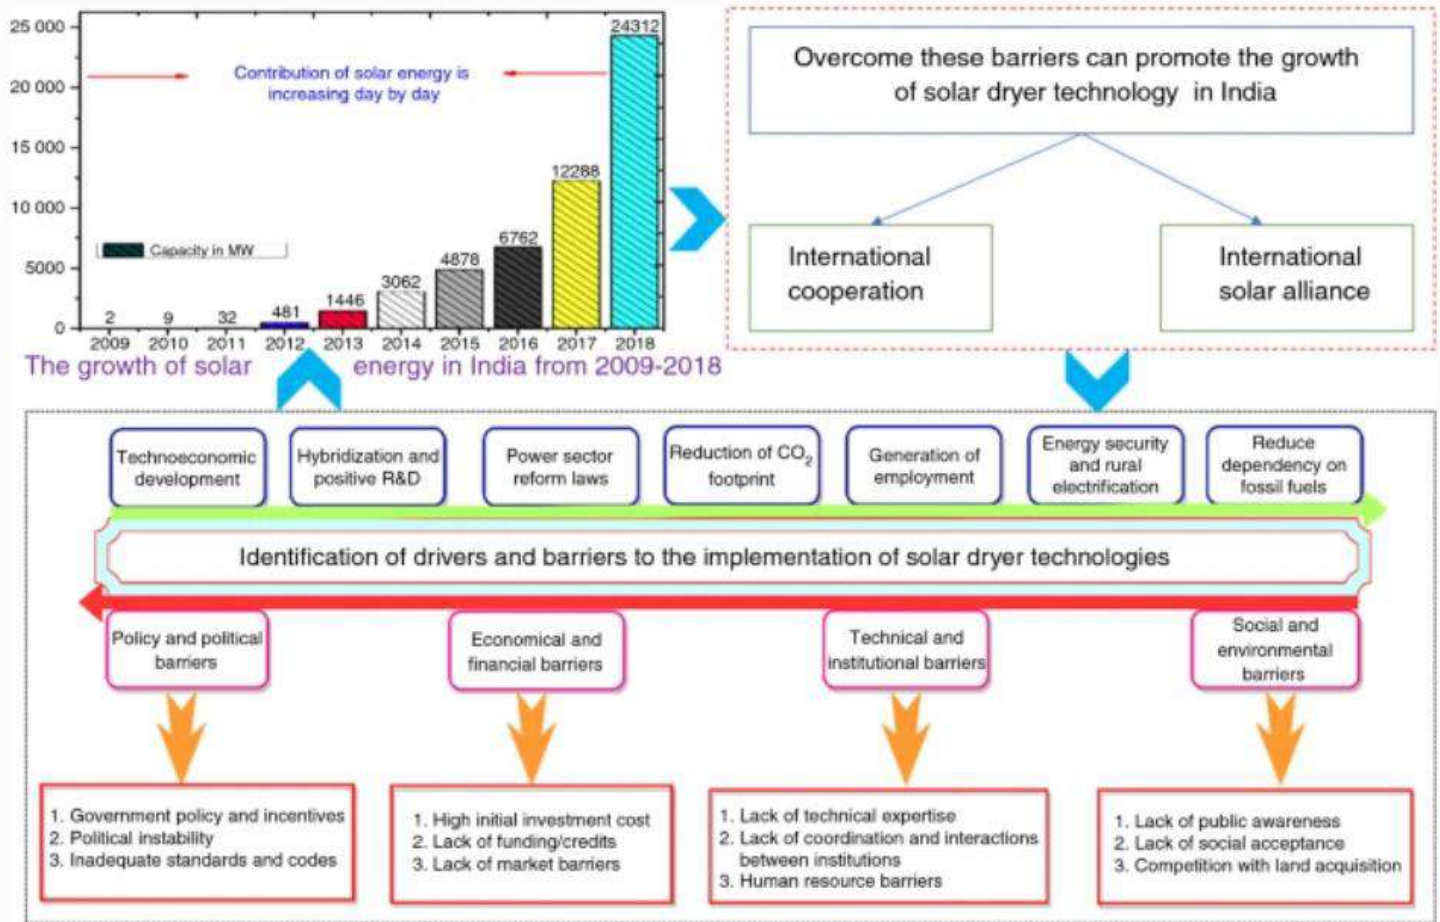 25 000
20 000
15 000
10 000
5000
0
Contribution of solar energy is
increasing day by day
Capacity in MW
2
9
32
481
1446
3062
4878
6762
12288
24312
2009
2010
2011
2012
2013
2014
2015
2016
2017
2018
The growth of solar energy in India from 2009-2018
Overcome these barriers can promote the growth
of solar dryer technology in India
International
cooperation
International
solar alliance
Technoeconomic
development
Hybridization and
positive R&D
Power sector
reform laws
Reduction of CO₂
footprint
Generation of
employment
Energy security
and rural
electrification
Reduce
dependency on
fossil fuels
Identification of drivers and barriers to the implementation of solar dryer technologies
Policy and political
barriers
Economical and
financial barriers
Technical and
institutional barriers
Social and
environmental
barriers
1. Government policy and incentives
2. Political instability
3. Inadequate standards and codes
1. High initial investment cost
2. Lack of funding/credits
3. Lack of market barriers
1. Lack of technical expertise
2. Lack of coordination and interactions
between institutions
3. Human resource barriers
1. Lack of public awareness
2. Lack of social acceptance
3. Competition with land acquisition